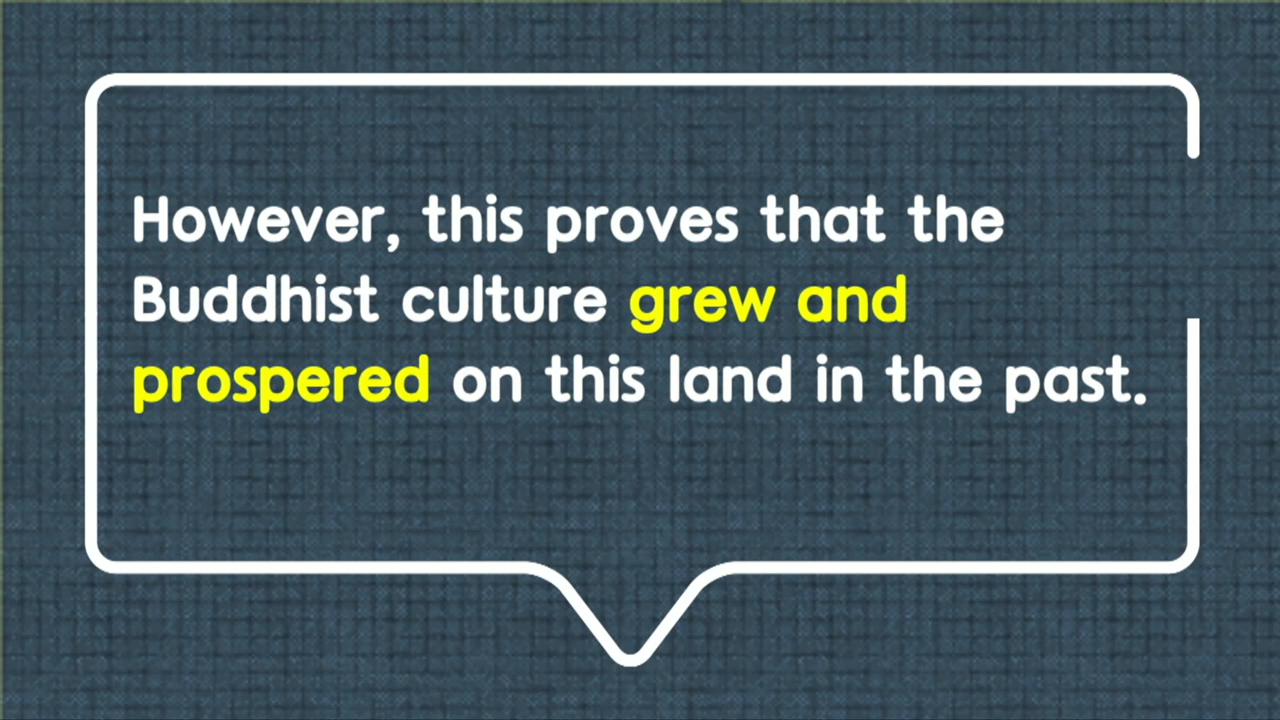 However, this proves that the
Buddhist culture grew and
prospered on this land in the past.